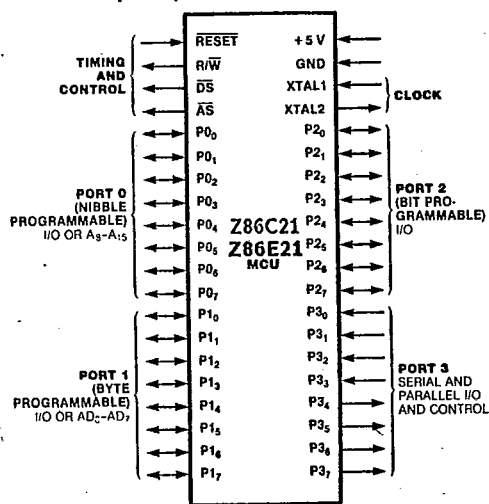 TIMING
AND
CONTROL
RESET
R/W
DS
AS
+5 V
GND
XTAL1
XTAL2
CLOCK
PORT 0
(NIBBLE
PROGRAMMABLE)
I/O OR A8-A15
P00
P01
P02
P03
P04
P05
P06
P07
PORT 1
(BYTE
PROGRAMMABLE)
I/O OR AD0-AD7
P10
P11
P12
P13
P14
P15
P16
P17
Z86C21
Z86E21
MCU
P20
P21
P22
P23
P24
P25
P26
P27
PORT 2
(BIT PRO-
GRAMMABLE)
I/O
P30
P31
P32
P33
P34
P35
P36
P37
PORT 3
SERIAL AND
PARALLEL I/O
AND CONTROL